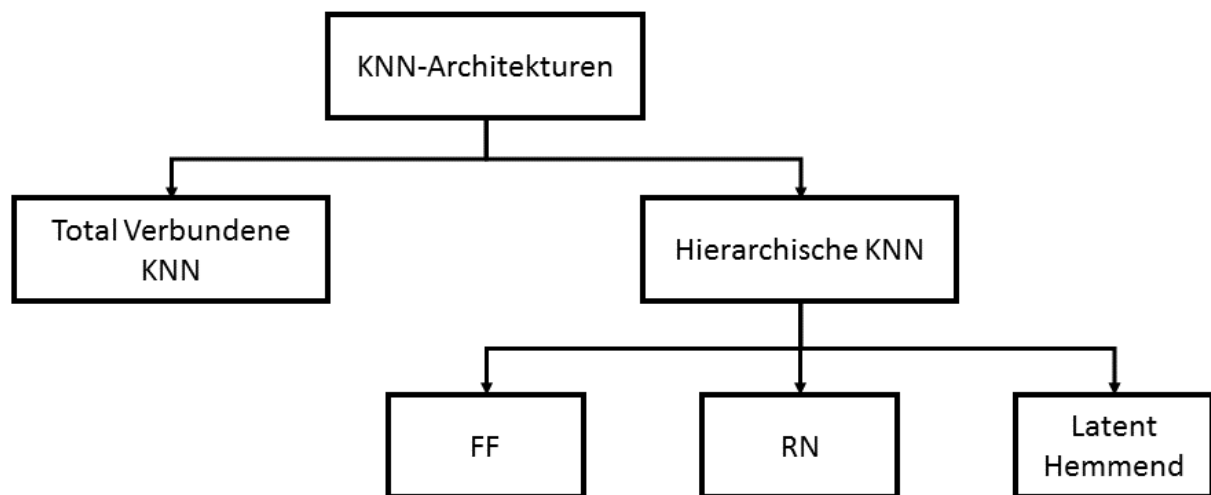 KNN-Architekturen
Total Verbundene
KNN
Hierarchische KNN
FF
RN
Latent
Hemmend